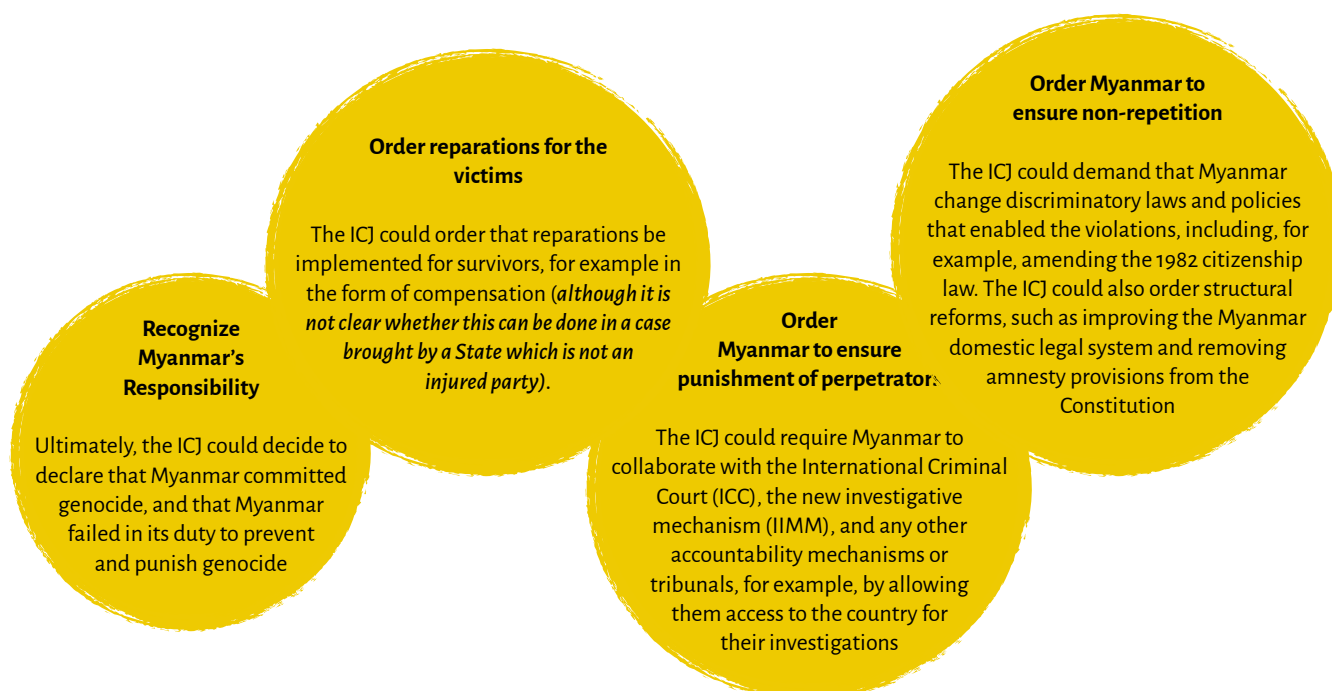 Recognize
Myanmar's
Responsibility
Ultimately, the ICJ could decide to
declare that Myanmar committed
genocide, and that Myanmar
failed in its duty to prevent
and punish genocide
Order reparations for the
victims
The ICJ could order that reparations be
implemented for survivors, for example in
the form of compensation (although it is
not clear whether this can be done in a case
brought by a State which is not an
injured party).
Order
Myanmar to ensure
punishment of perpetrators
The ICJ could require Myanmar to
collaborate with the International Criminal
Court (ICC), the new investigative
mechanism (IIMM), and any other
accountability mechanisms or
tribunals, for example, by allowing
them access to the country for
their investigations
Order Myanmar to
ensure non-repetition
The ICJ could demand that Myanmar
change discriminatory laws and policies
that enabled the violations, including, for
example, amending the 1982 citizenship
law. The ICJ could also order structural
reforms, such as improving the Myanmar
domestic legal system and removing
amnesty provisions from the
Constitution